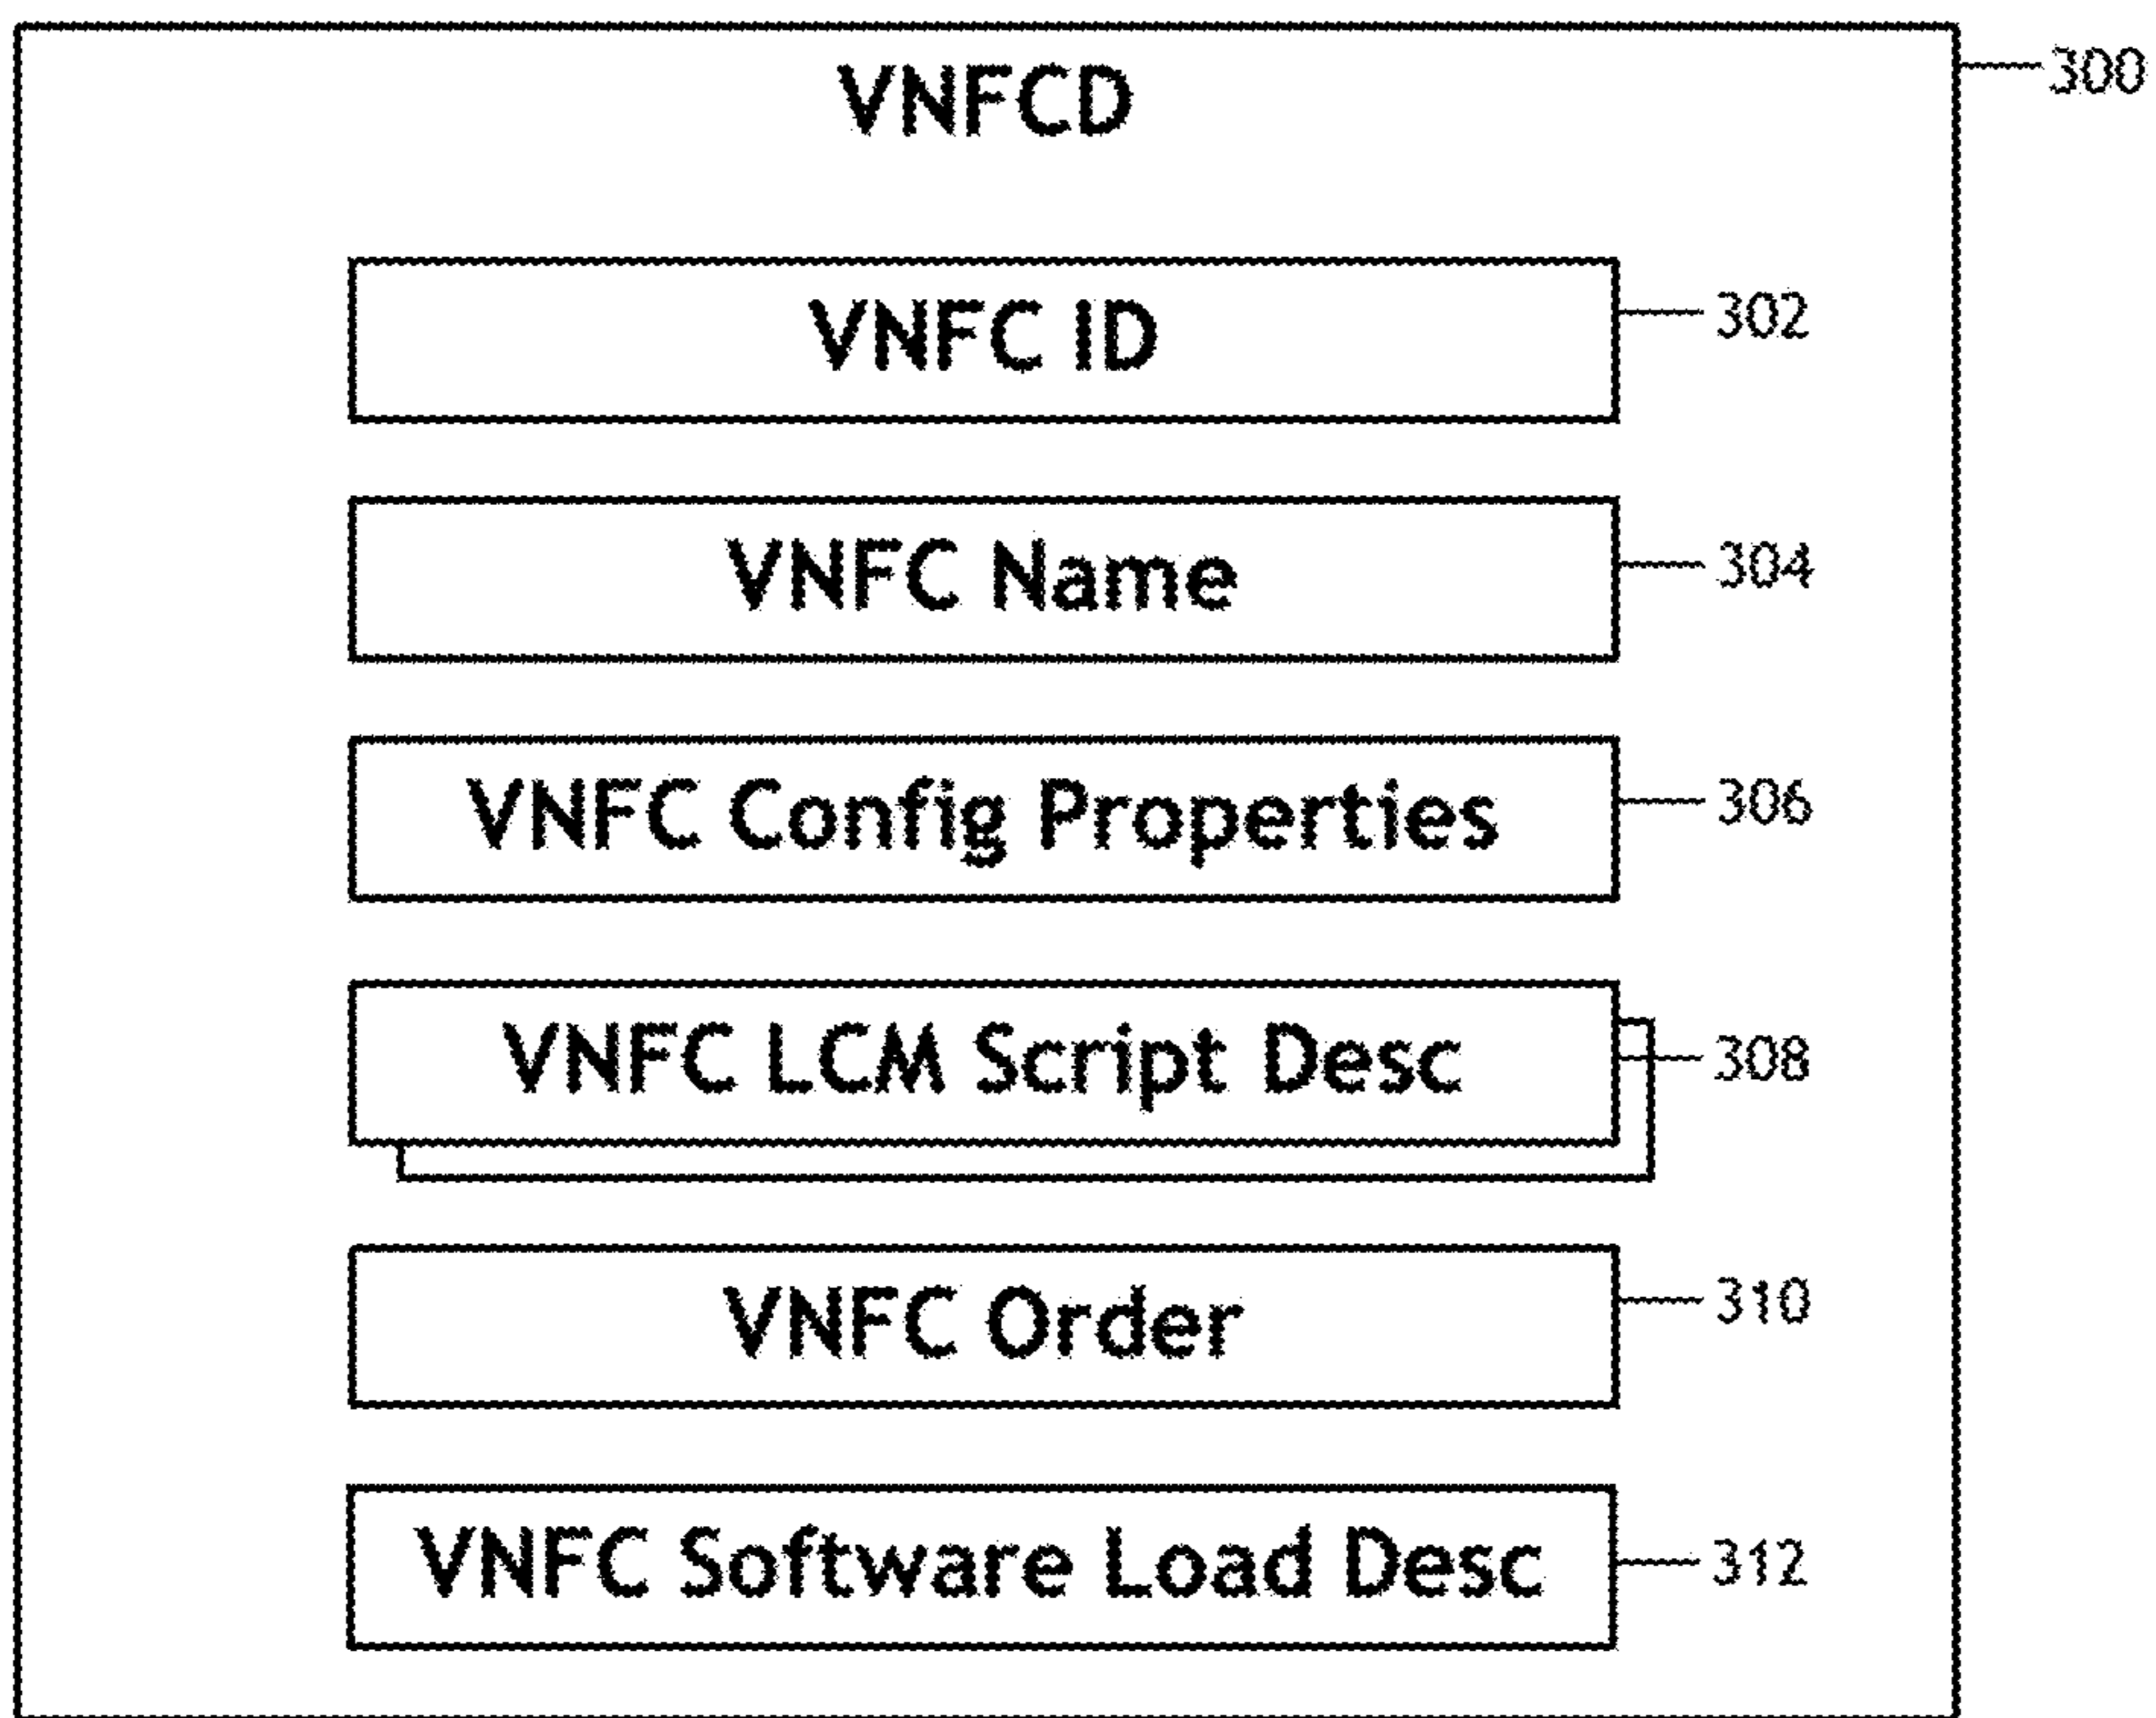 VNFCD
300
VNFC ID
302
VNFC Name
304
VNFC Config Properties
306
VNFC LCM Script Desc
308
VNFC Order
310
VNFC Software Load Desc
312